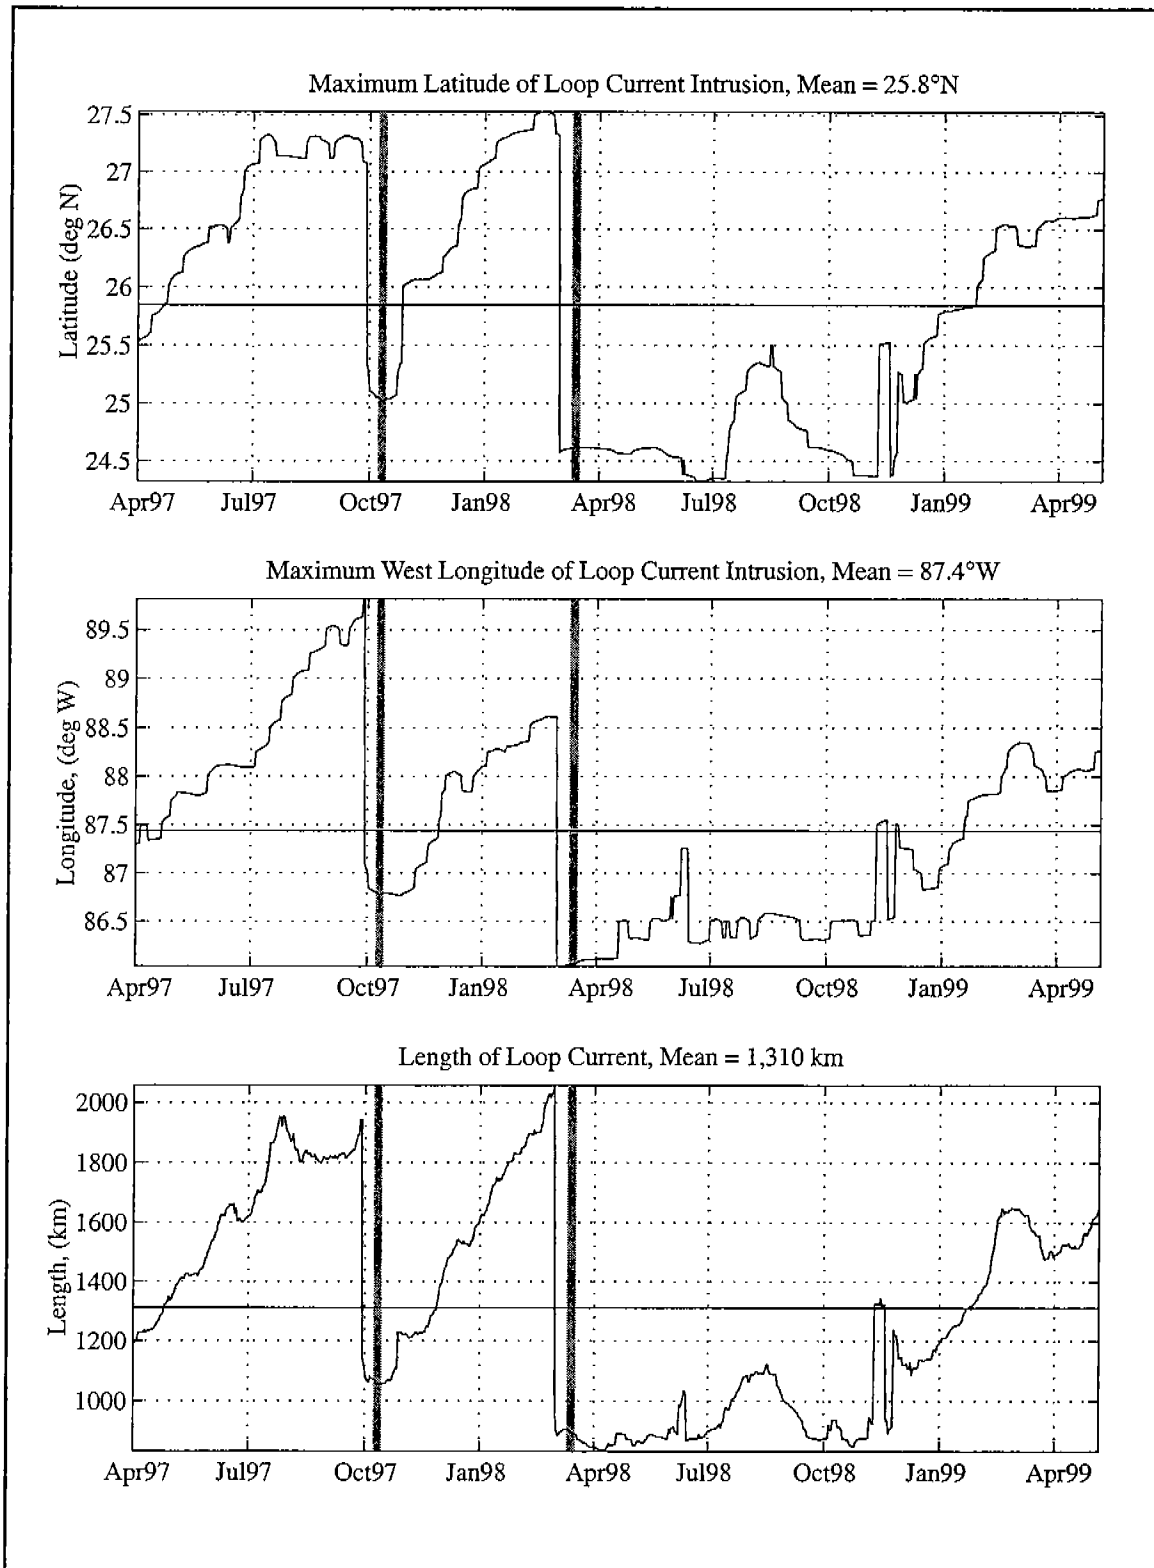 Maximum Latitude of Loop Current Intrusion, Mean = 25.8°N
27.5
27
26.5
26
25.5
25
24.5
Latitude (deg N)
Apr97 Jul97 Oct97 Jan98 Apr98 Jul98 Oct98 Jan99 Apr99
Maximum West Longitude of Loop Current Intrusion, Mean = 87.4°W
89.5
89
88.5
88
87.5
87
86.5
Longitude, (deg W)
Apr97 Jul97 Oct97 Jan98 Apr98 Jul98 Oct98 Jan99 Apr99
Length of Loop Current, Mean = 1,310 km
2000
1800
1600
1400
1200
1000
Length, (km)
Apr97 Jul97 Oct97 Jan98 Apr98 Jul98 Oct98 Jan99 Apr99